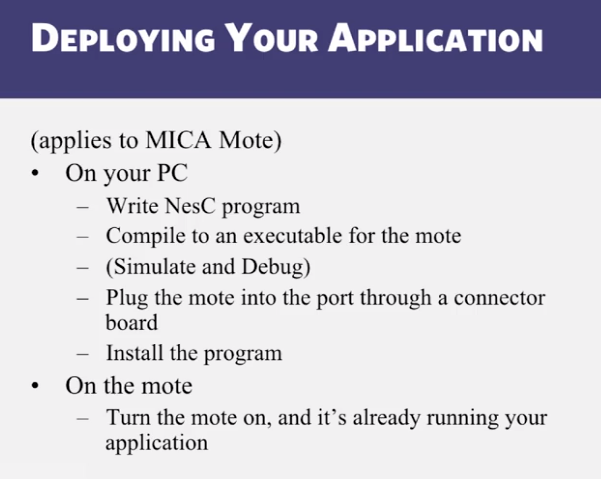 DEPLOYING YOUR APPLICATION
(applies to MICA Mote)
• On your PC
– Write NesC program
– Compile to an executable for the mote
– (Simulate and Debug)
– Plug the mote into the port through a connector
board
– Install the program
• On the mote
– Turn the mote on, and it's already running your
application